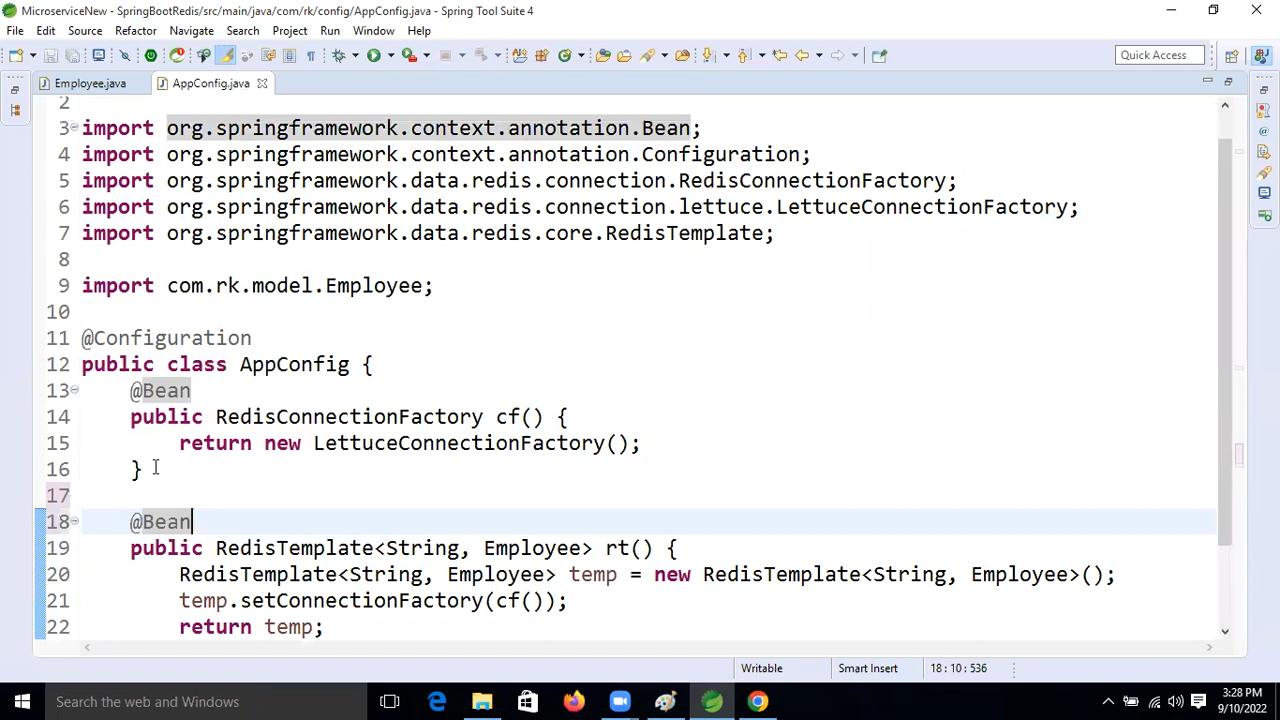 MicroserviceNew - SpringBootRedis/src/main/java/com/rk/config/AppConfig.java - Spring Tool Suite 4
File Edit Source Refactor Navigate Search Project Run Window Help
Quick Access
Employee.java AppConfig.java
2
3 import org.springframework.context.annotation.Bean;
4 import org.springframework.context.annotation.Configuration;
5 import org.springframework.data.redis.connection.RedisConnectionFactory;
6 import org.springframework.data.redis.connection.lettuce.LettuceConnectionFactory;
7 import org.springframework.data.redis.core.RedisTemplate;
8
9 import com.rk.model.Employee;
10
11 @Configuration
12 public class AppConfig {
13 @Bean
14 public RedisConnectionFactory cf() {
15 return new LettuceConnectionFactory();
16 }
17
18 @Bean
19 public RedisTemplate<String, Employee> rt() {
20 RedisTemplate<String, Employee> temp = new RedisTemplate<String, Employee>();
21 temp.setConnectionFactory(cf());
22 return temp;
Writable Smart Insert 18 : 10 : 536
Search the web and Windows
3:28 PM
9/10/2022